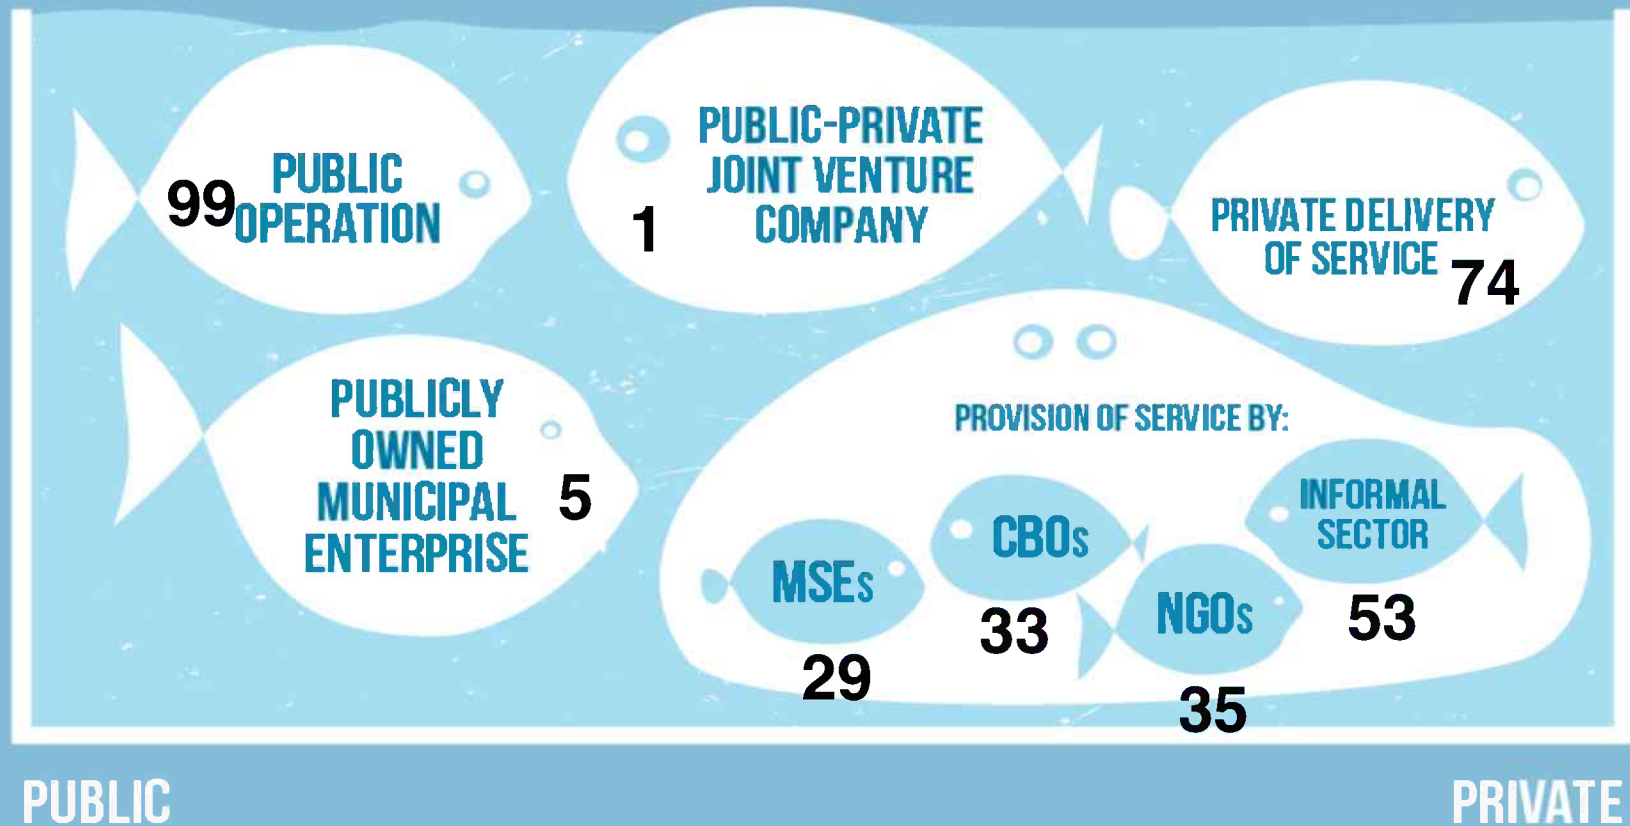 PUBLIC
OPERATION
99
PUBLIC-PRIVATE
JOINT VENTURE
COMPANY
1
PRIVATE DELIVERY
OF SERVICE
74
PUBLICLY
OWNED
MUNICIPAL
ENTERPRISE
5
PROVISION OF SERVICE BY:
MSEs
29
CBOs
33
NGOs
35
INFORMAL
SECTOR
53
PUBLIC
PRIVATE